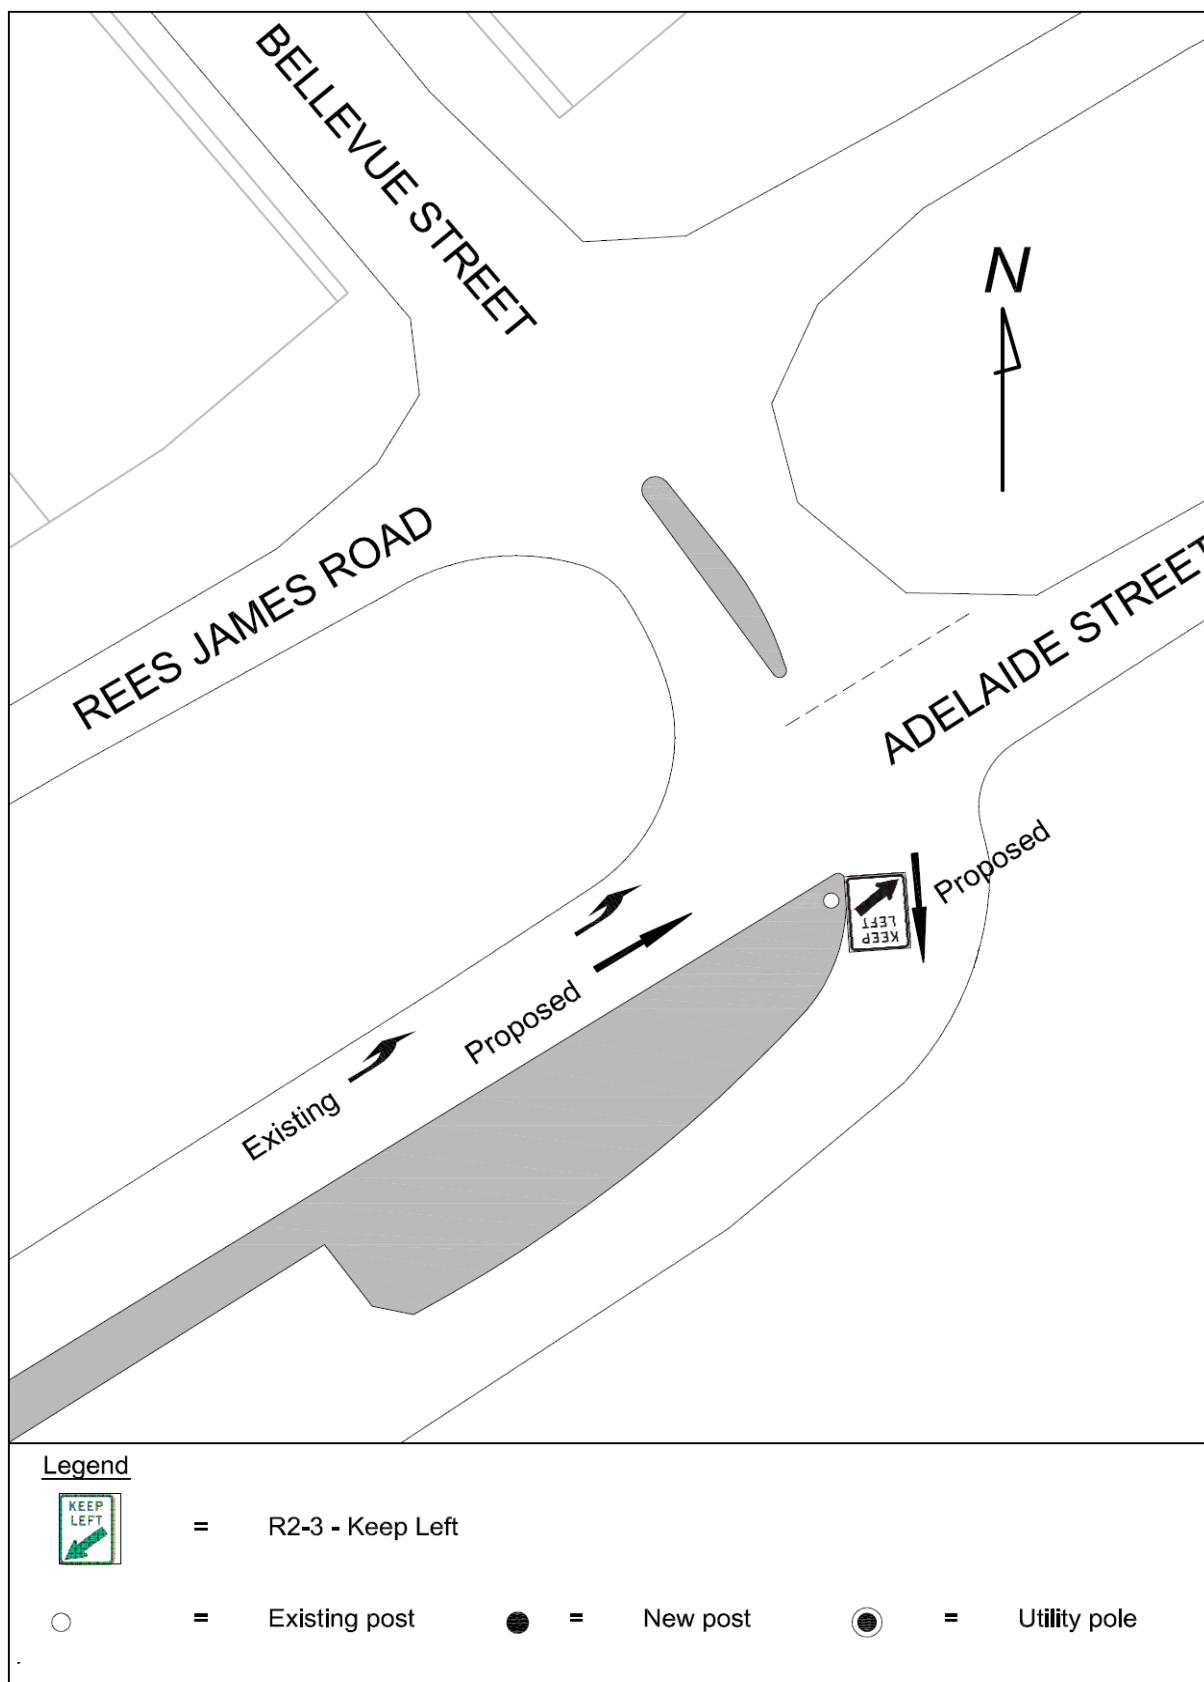 BELLEVUE STREET
N
REES JAMES ROAD
ADELAIDE STREET
Proposed
KEEP
LEFT
Proposed
Existing
Legend
KEEP
LEFT
= R2-3 - Keep Left
= Existing post = New post = Utility pole